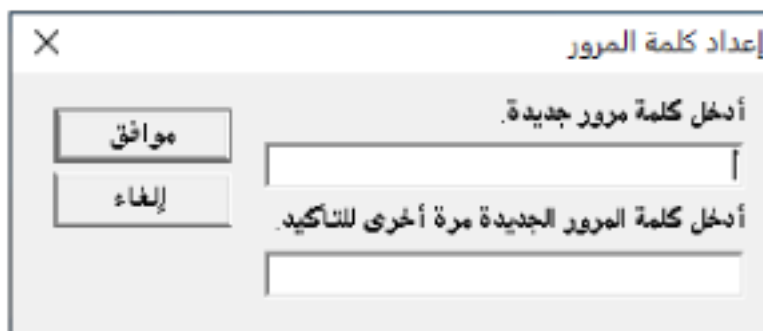 إعداد كلمة المرور
أدخل كلمة مرور جديدة.
موافق
إلغاء
أدخل كلمة المرور الجديدة مرة أخرى للتأكيد.